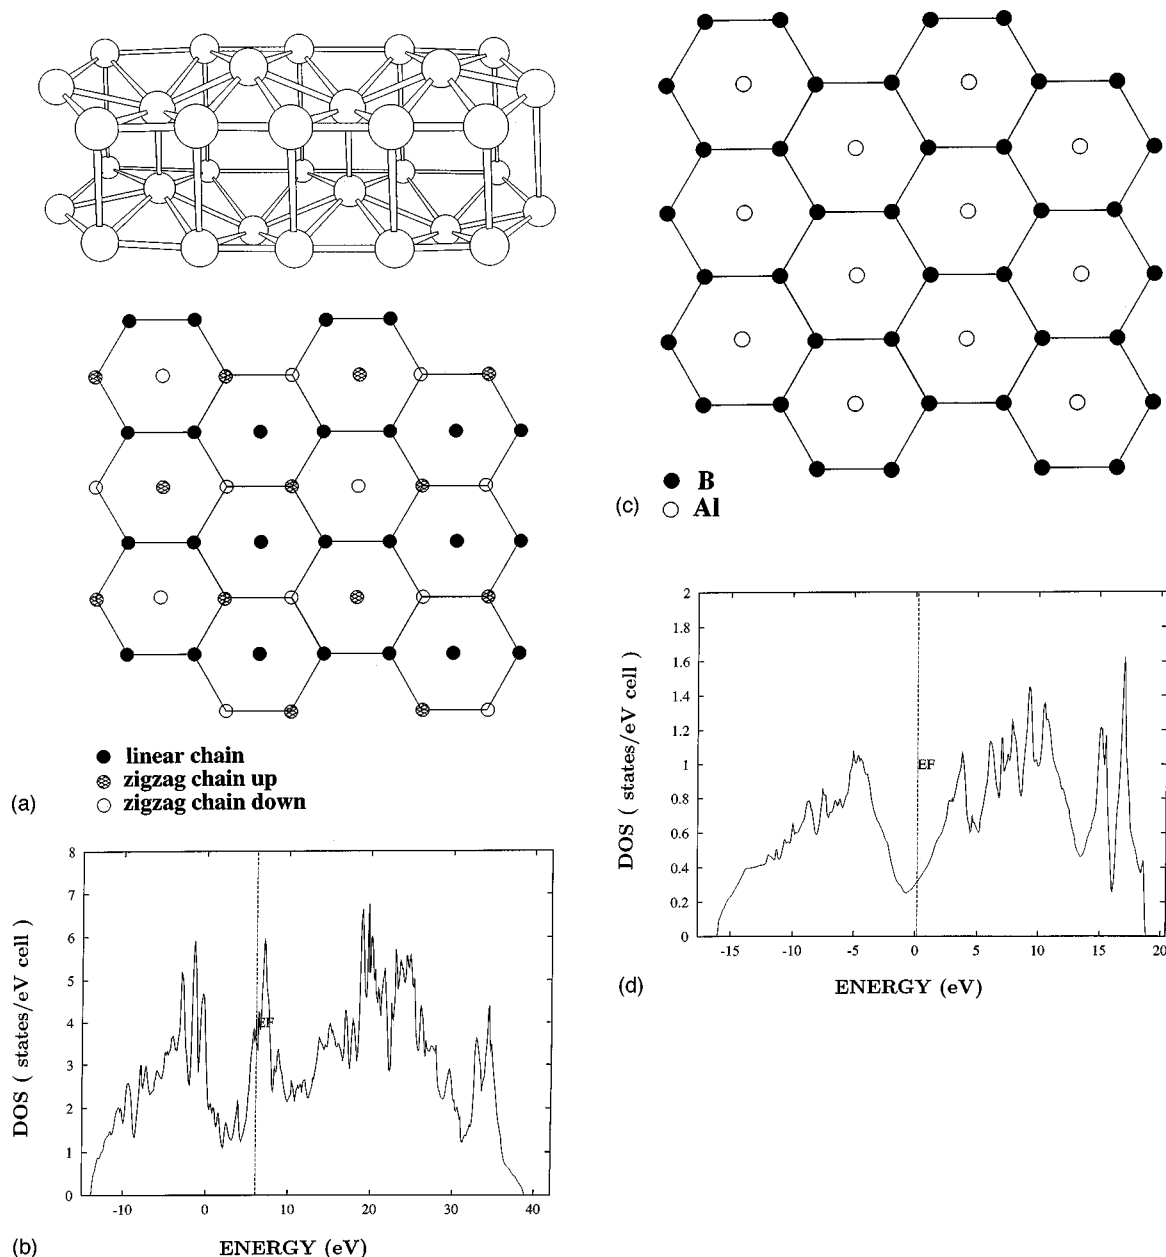 linear chain
zigzag chain up
zigzag chain down
(a)
B
Al
(c)
8
7
6
5
4
3
2
1
0
DOS ( states/eV cell)
EF
-10
0
10
20
30
40
ENERGY (eV)
(b)
2
1.8
1.6
1.4
1.2
1
0.8
0.6
0.4
0.2
0
DOS ( states/eV cell)
EF
-15
-10
-5
0
5
10
15
20
ENERGY (eV)
(d)